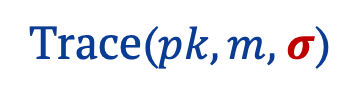 Trace(pk, m, σ)